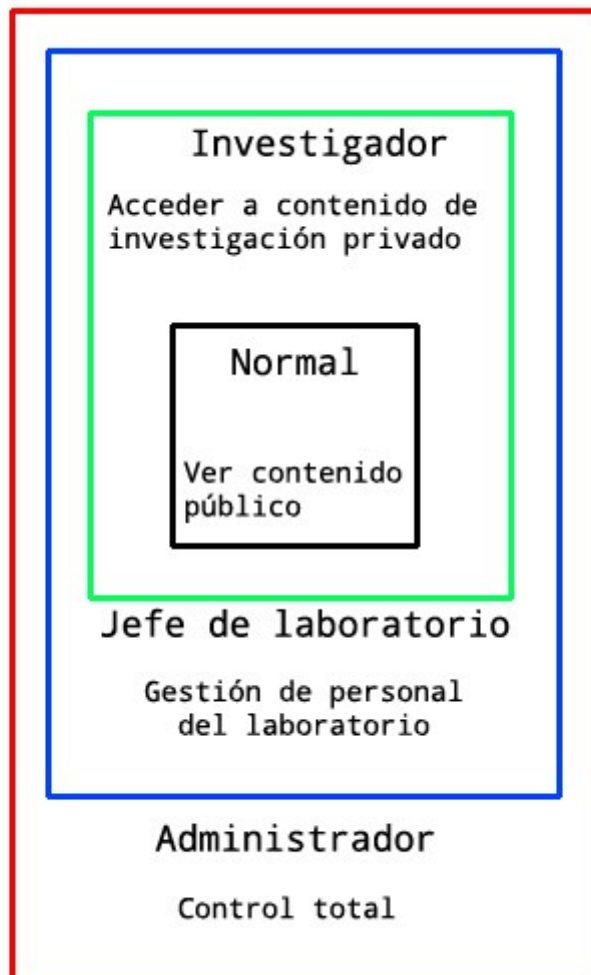 Investigador
Acceder a contenido de
investigación privado
Normal
Ver contenido
público
Jefe de laboratorio
Gestión de personal
del laboratorio
Administrador
Control total